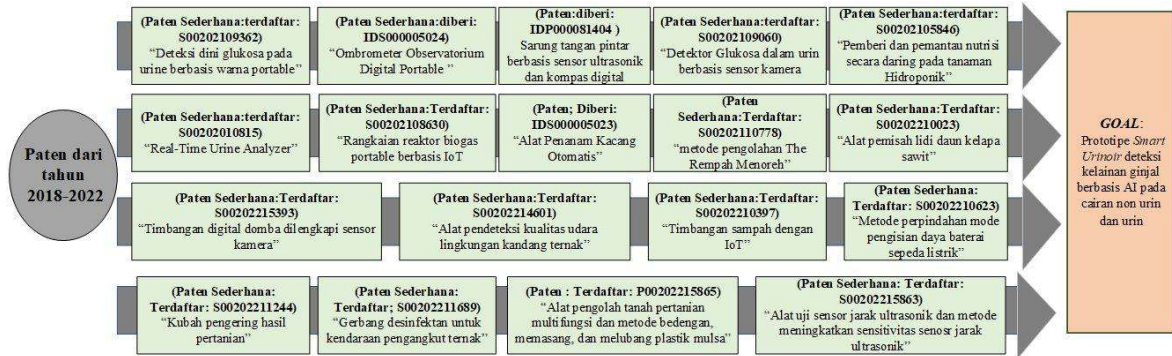 Paten dari
tahun
2018-2022
(Paten Sederhana:terdaftar:
S00202109362)
“Deteksi dini glukosa pada
urine berbasis warna portable”
(Paten Sederhana:diberi:
IDS000005024)
“Ombrometer Observatorium
Digital Portable ”
(Paten:diberi:
IDP000081404 )
Sarung tangan pintar
berbasis sensor ultrasonik
dan kompas digital
(Paten Sederhana:terdaftar:
S00202109060)
“Detektor Glukosa dalam urin
berbasis sensor kamera
(Paten Sederhana:terdaftar:
S00202105846)
“Pemberi dan pemantau nutrisi
secara daring pada tanaman
Hidroponik”
(Paten Sederhana:terdaftar:
S00202010815)
“Real-Time Urine Analyzer”
(Paten Sederhana:Terdaftar:
S00202108630)
“Rangkaian reaktor biogas
portable berbasis IoT
(Paten; Diberi:
IDS000005023)
“Alat Penanam Kacang
Otomatis”
(Paten
Sederhana:Terdaftar:
S00202110778)
“metode pengolahan The
Rempah Menoreh”
(Paten Sederhana:Terdaftar:
S00202210023)
“Alat pemisah lidi daun kelapa
sawit”
(Paten Sederhana:Terdaftar:
S00202215393)
“Timbangan digital domba dilengkapi sensor
kamera”
(Paten Sederhana:Terdaftar:
S00202214601)
“Alat pendeteksi kualitas udara
lingkungan kandang ternak”
(Paten Sederhana:Terdaftar:
S00202210397)
“Timbangan sampah dengan
IoT”
(Paten Sederhana:
Terdaftar: S00202210623)
“Metode perpindahan mode
pengisian daya baterai
sepeda listrik”
(Paten Sederhana:
Terdaftar: S00202211244)
“Kubah pengering hasil
pertanian”
(Paten Sederhana:
Terdaftar; S00202211689)
“Gerbang desinfektan untuk
kendaraan pengangkut ternak”
(Paten : Terdaftar: P00202215865)
“Alat pengolah tanah pertanian
multifungsi dan metode bedengan,
memasang, dan melubang plastik mulsa”
(Paten Sederhana: Terdaftar:
S00202215863)
“Alat uji sensor jarak ultrasonik dan metode
meningkatkan sensitivitas senosr jarak
ultrasonik”
GOAL:
Prototipe Smart
Urinoir deteksi
kelainan ginjal
berbasis AI pada
cairan non urin
dan urin